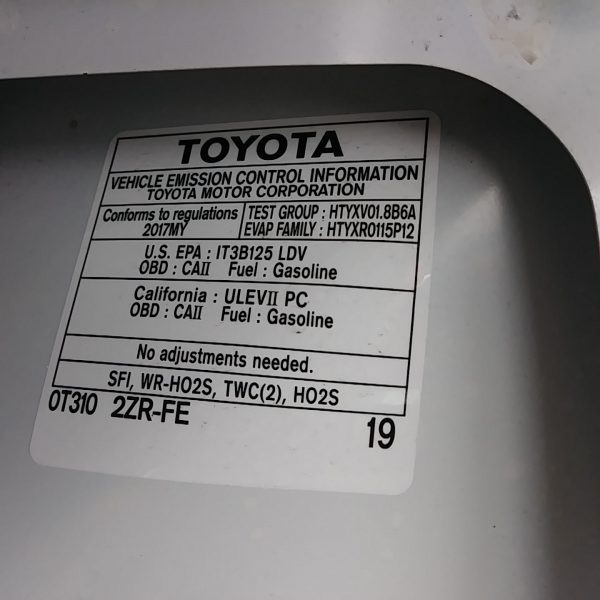 TOYOTA
VEHICLE EMISSION CONTROL INFORMATION
TOYOTA MOTOR CORPORATION
Conforms to regulations
2017MY
TEST GROUP : HTYXV01.8B6A
EVAP FAMILY : HTYXR0115P12
U.S. EPA : IT3B125 LDV
OBD : CAII Fuel : Gasoline
California : ULEVII PC
OBD : CAII Fuel : Gasoline
No adjustments needed.
SFI, WR-HO2S, TWC(2), HO2S
0T310 2ZR-FE 19